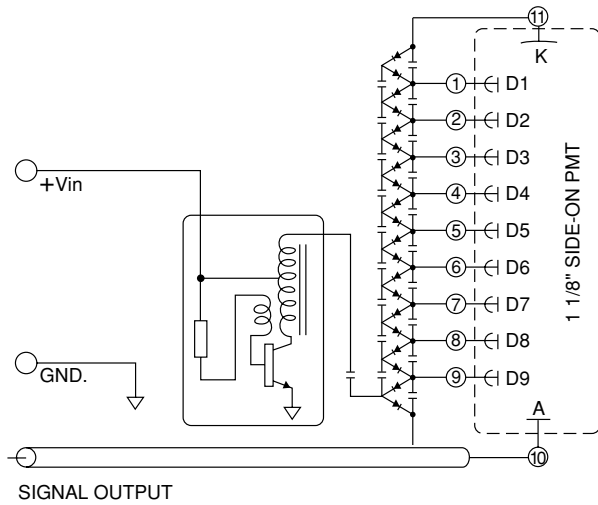 11
K
1 D1
2 D2
3 D3
+Vin
4 D4
5 D5
6 D6
7 D7
8 D8
GND.
9 D9
1 1/8" SIDE-ON PMT
A
10
SIGNAL OUTPUT